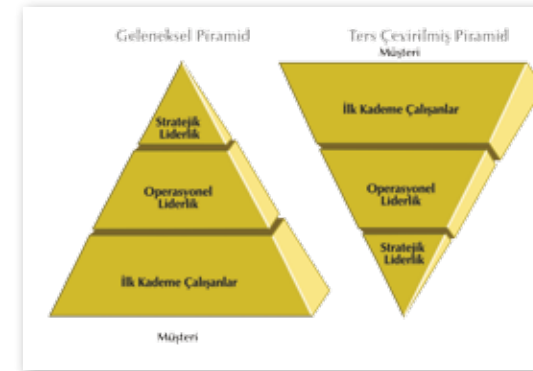 Geleneksel Piramid
Stratejik
Liderlik
Operasyonel
Liderlik
İlk Kademe Çalışanlar
Müşteri
Ters Çevirilmiş Piramid
Müşteri
İlk Kademe Çalışanlar
Operasyonel
Liderlik
Stratejik
Liderlik